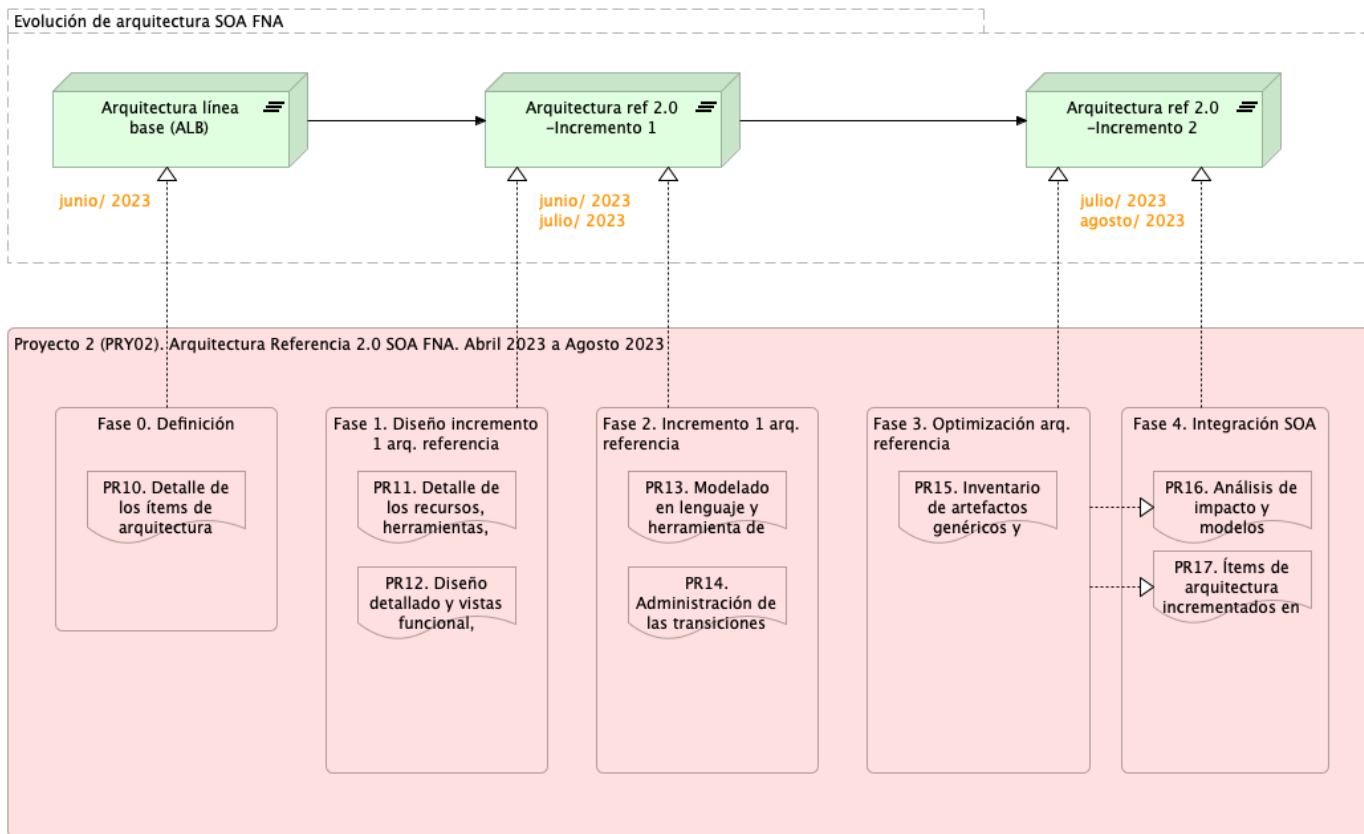 Evolución de arquitectura SOA FNA
Arquitectura línea
base (ALB)
Arquitectura ref 2.0
-Incremento 1
Arquitectura ref 2.0
-Incremento 2
junio/ 2023
junio/ 2023
julio/ 2023
julio/ 2023
agosto/ 2023
Proyecto 2 (PRY02). Arquitectura Referencia 2.0 SOA FNA. Abril 2023 a Agosto 2023
Fase 0. Definición
PR10. Detalle de
los ítems de
arquitectura
Fase 1. Diseño incremento
1 arq. referencia
PR11. Detalle de
los recursos,
herramientas,
PR12. Diseño
detallado y vistas
funcional,
Fase 2. Incremento 1 arq.
referencia
PR13. Modelado
en lenguaje y
herramienta de
PR14.
Administración de
las transiciones
Fase 3. Optimización arq.
referencia
PR15. Inventario
de artefactos
genéricos y
Fase 4. Integración SOA
PR16. Análisis de
impacto y
modelos
PR17. Ítems de
arquitectura
incrementados en